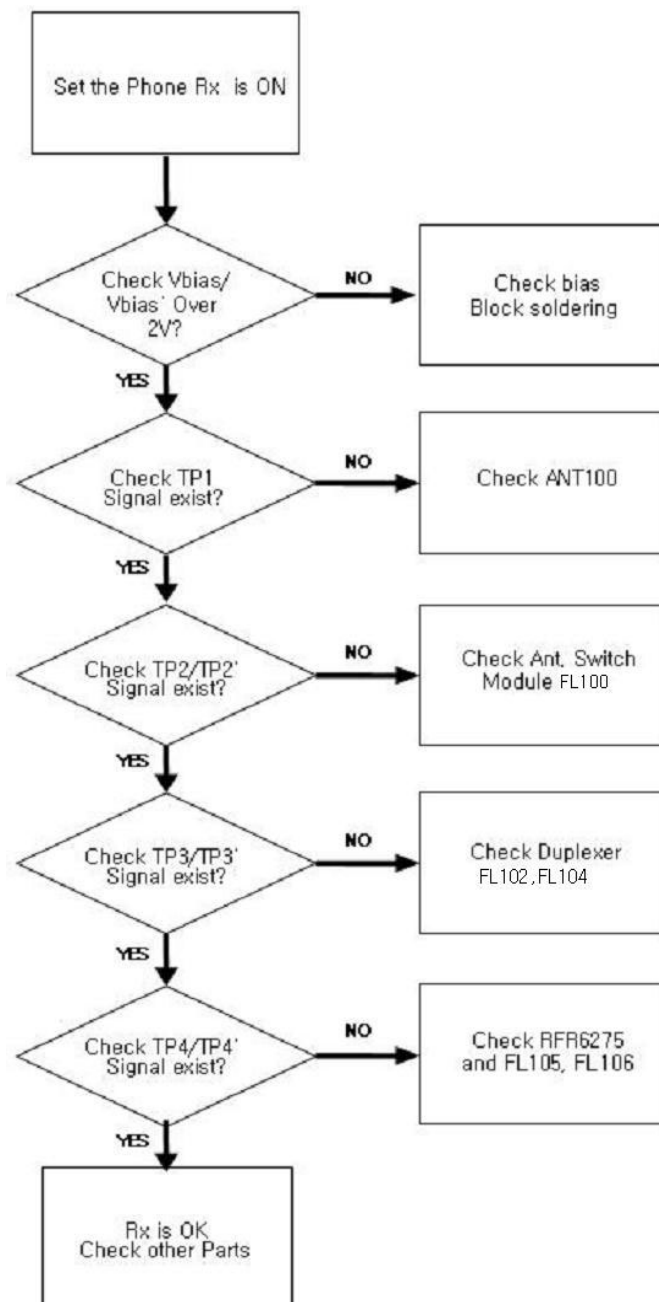 Set the Phone Rx is ON
Check Vbias/
Vbias' Over
2V?
NO
Check bias
Block soldering
YES
Check TP1
Signal exist?
NO
Check ANT100
YES
Check TP2/TP2'
Signal exist?
NO
Check Ant. Switch
Module FL100
YES
Check TP3/TP3'
Signal exist?
NO
Check Duplexer
FL102,FL104
YES
Check TP4/TP4'
Signal exist?
NO
Check RFR6275
and FL105, FL106
YES
Rx is OK
Check other Parts